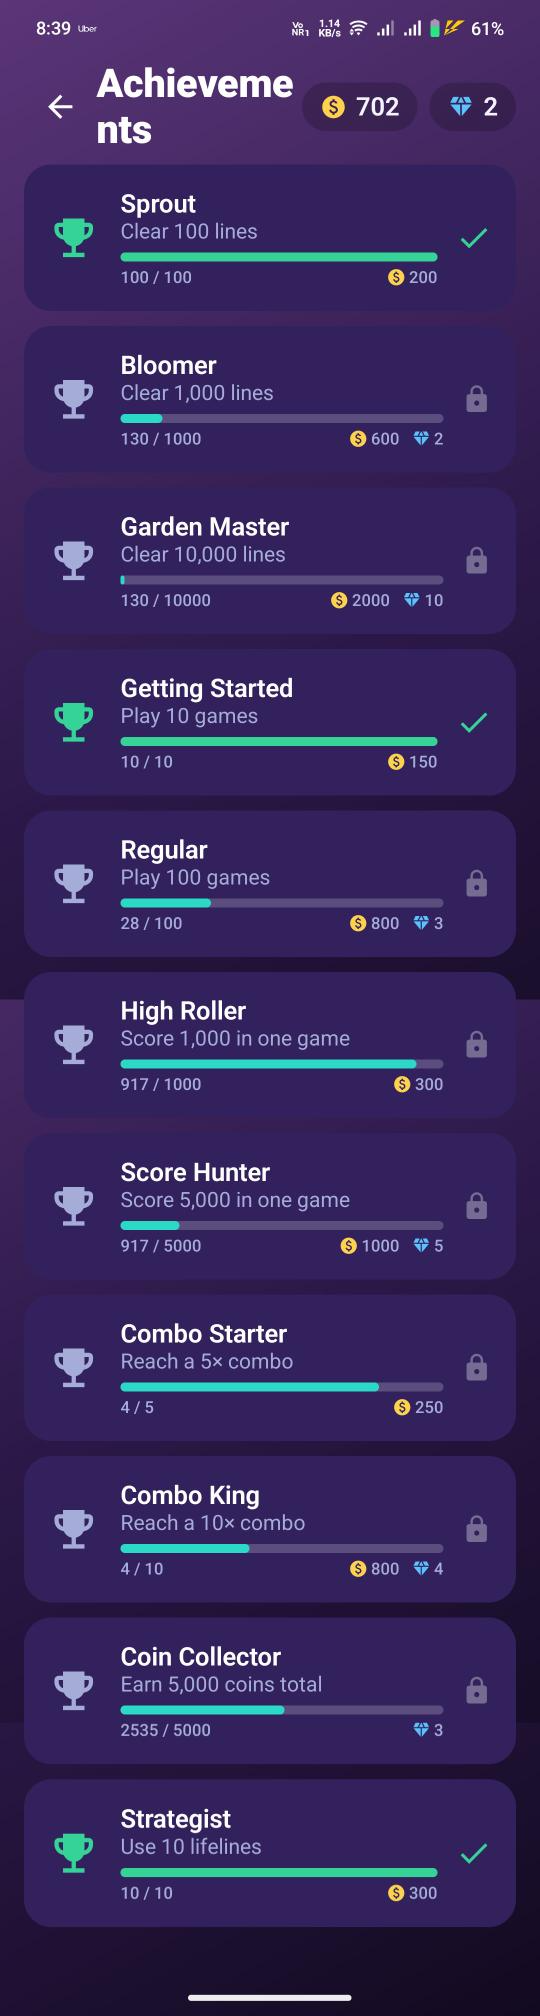 8:39 Uber Vo NR1 1.14 KB/s 61%
Achieveme
nts
702 2
Sprout
Clear 100 lines
100 / 100 200
Bloomer
Clear 1,000 lines
130 / 1000 600 2
Garden Master
Clear 10,000 lines
130 / 10000 2000 10
Getting Started
Play 10 games
10 / 10 150
Regular
Play 100 games
28 / 100 800 3
High Roller
Score 1,000 in one game
917 / 1000 300
Score Hunter
Score 5,000 in one game
917 / 5000 1000 5
Combo Starter
Reach a 5× combo
4 / 5 250
Combo King
Reach a 10× combo
4 / 10 800 4
Coin Collector
Earn 5,000 coins total
2535 / 5000 3
Strategist
Use 10 lifelines
10 / 10 300